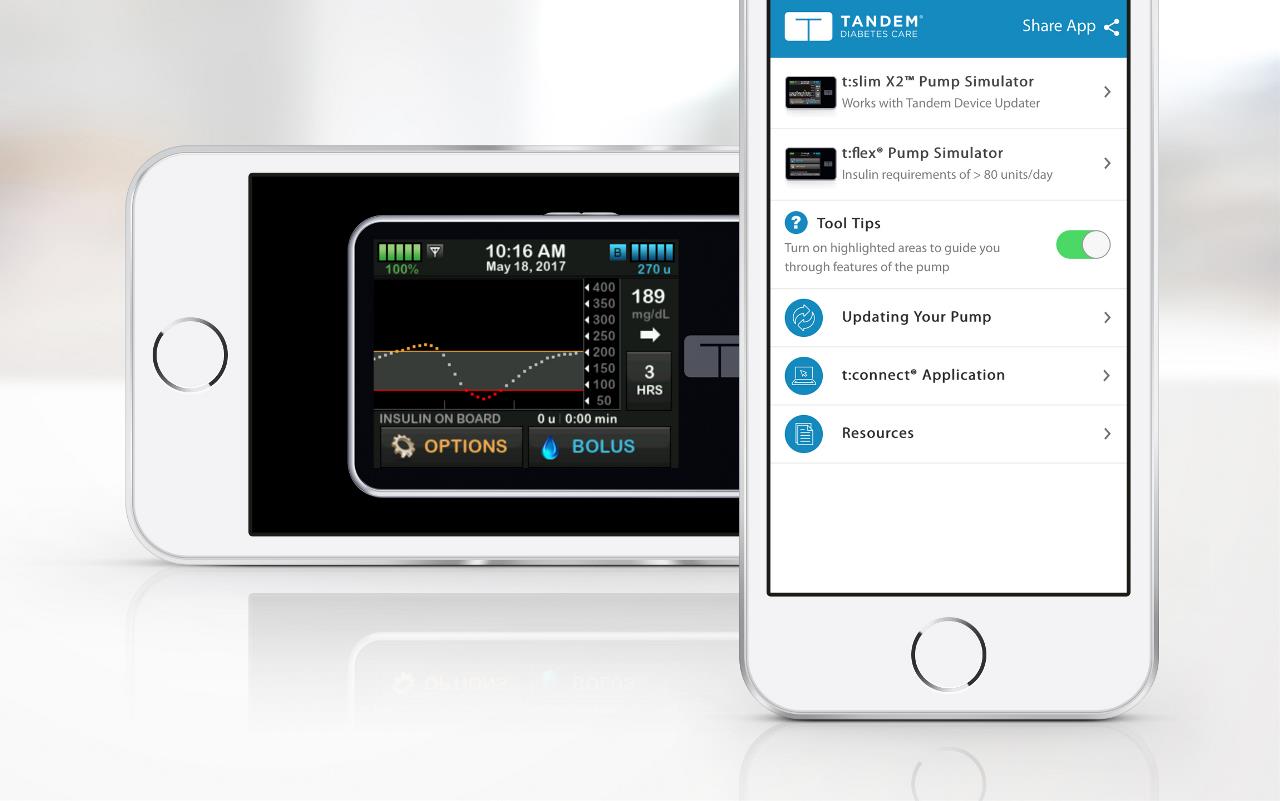 10:16 AM
May 18, 2017
100%
B
270 u
400
350
300
250
200
150
100
50
189
mg/dL
3
HRS
INSULIN ON BOARD
0 u | 0:00 min
OPTIONS
BOLUS
TANDEM®
DIABETES CARE
Share App
t:slim X2™ Pump Simulator
Works with Tandem Device Updater
t:flex® Pump Simulator
Insulin requirements of > 80 units/day
? Tool Tips
Turn on highlighted areas to guide you
through features of the pump
Updating Your Pump
t:connect® Application
Resources